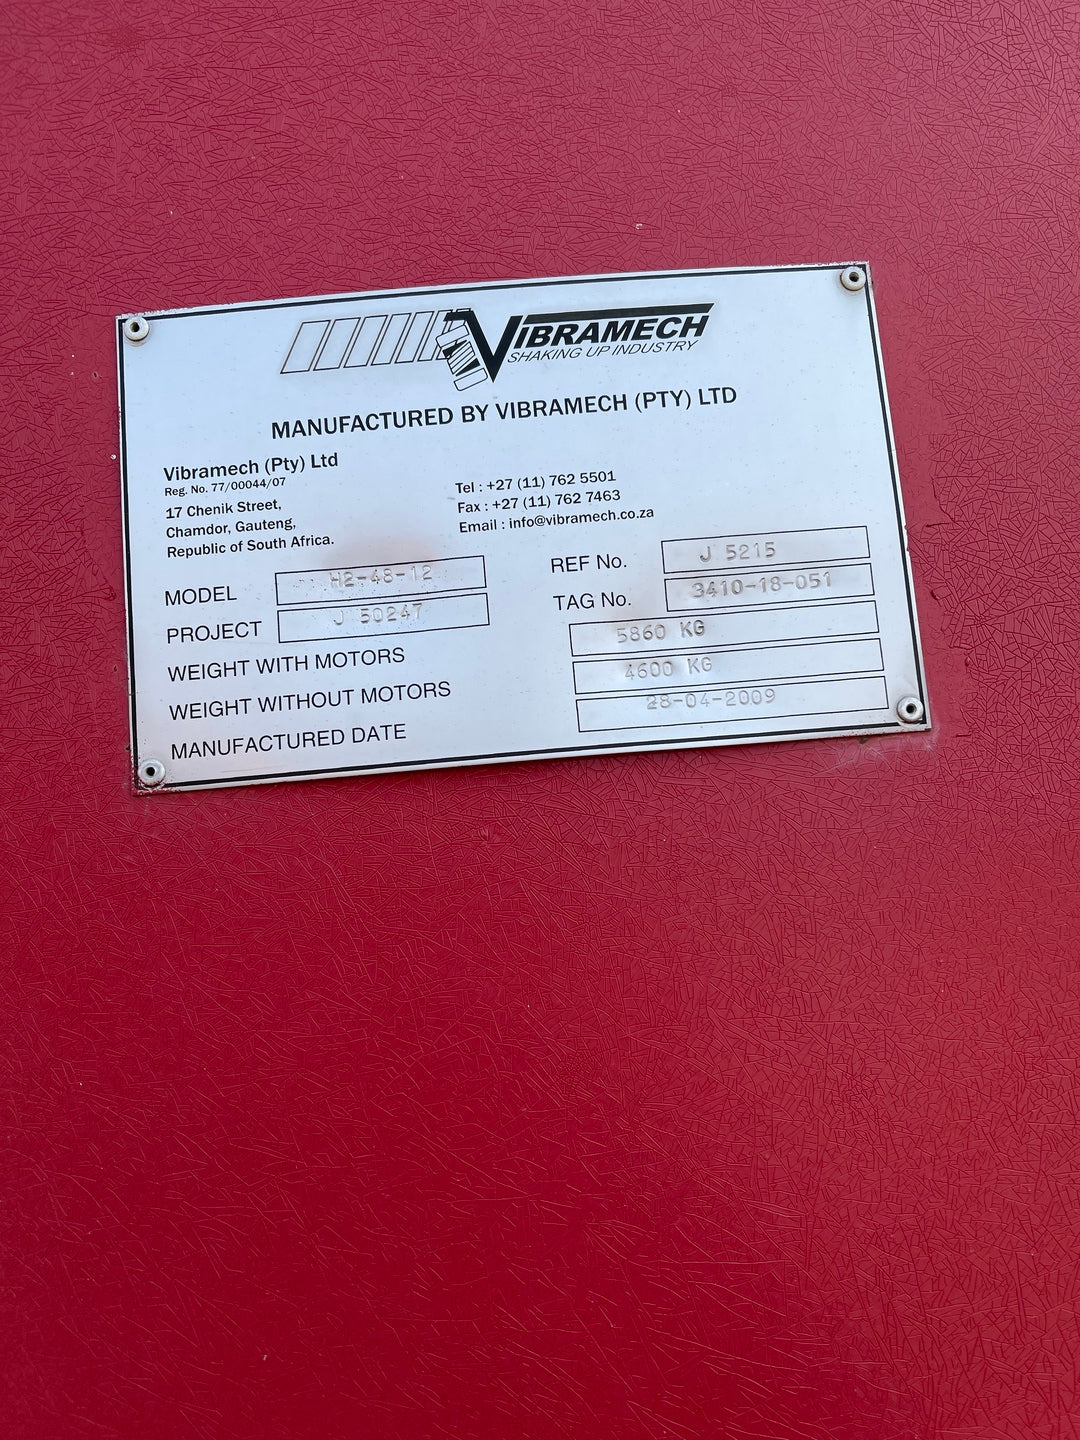 VIBRAMECH
SHAKING UP INDUSTRY
MANUFACTURED BY VIBRAMECH (PTY) LTD
Vibramech (Pty) Ltd
Reg. No. 77/00044/07
17 Chenik Street,
Chamdor, Gauteng,
Republic of South Africa.
Tel : +27 (11) 762 5501
Fax : +27 (11) 762 7463
Email : info@vibramech.co.za
MODEL H2-48-12
REF No. J 5215
PROJECT J 50247
TAG No. 3410-18-051
WEIGHT WITH MOTORS 5860 KG
WEIGHT WITHOUT MOTORS 4600 KG
MANUFACTURED DATE 28-04-2009